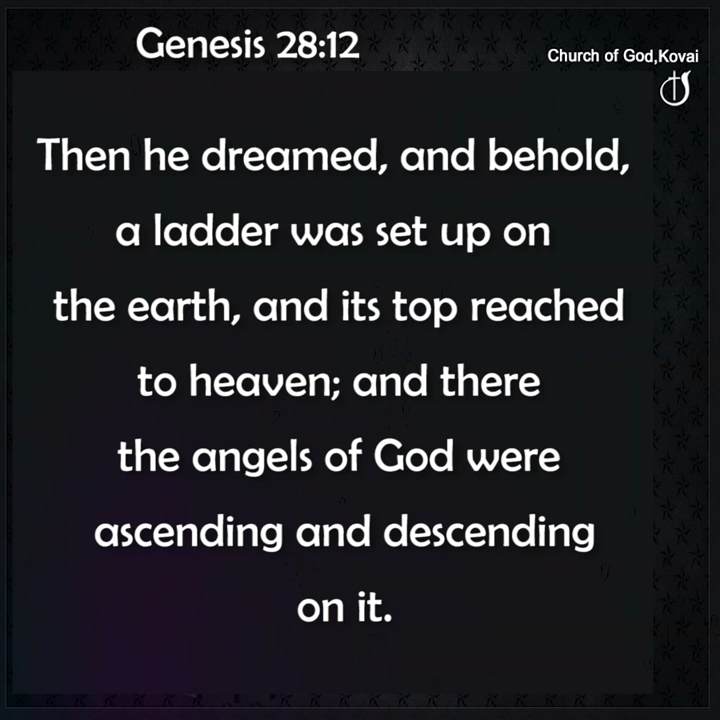 Genesis 28:12
Church of God,Kovai
Then he dreamed, and behold,
a ladder was set up on
the earth, and its top reached
to heaven; and there
the angels of God were
ascending and descending
on it.